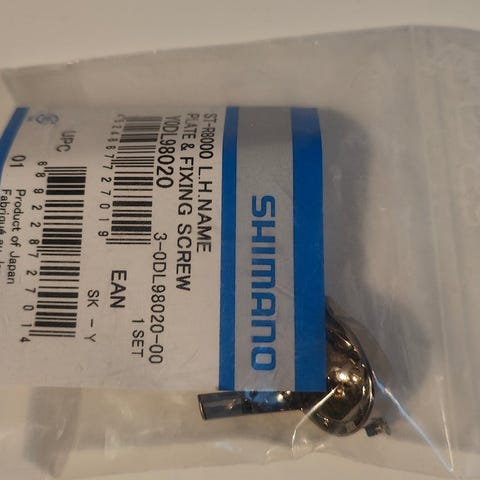 SHIMANO
ST-R8000 L.H.NAME
PLATE & FIXING SCREW
Y0DL98020 3-0DL98020-00
1 SET
EAN
SK-Y
UPC
01 Product of Japan